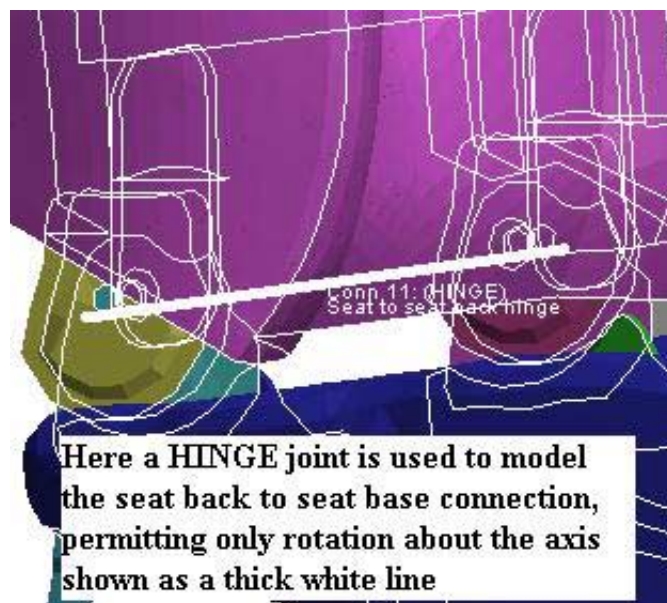 Conn 11: (HINGE)
Seat to seat back hinge
Here a HINGE joint is used to model
the seat back to seat base connection,
permitting only rotation about the axis
shown as a thick white line